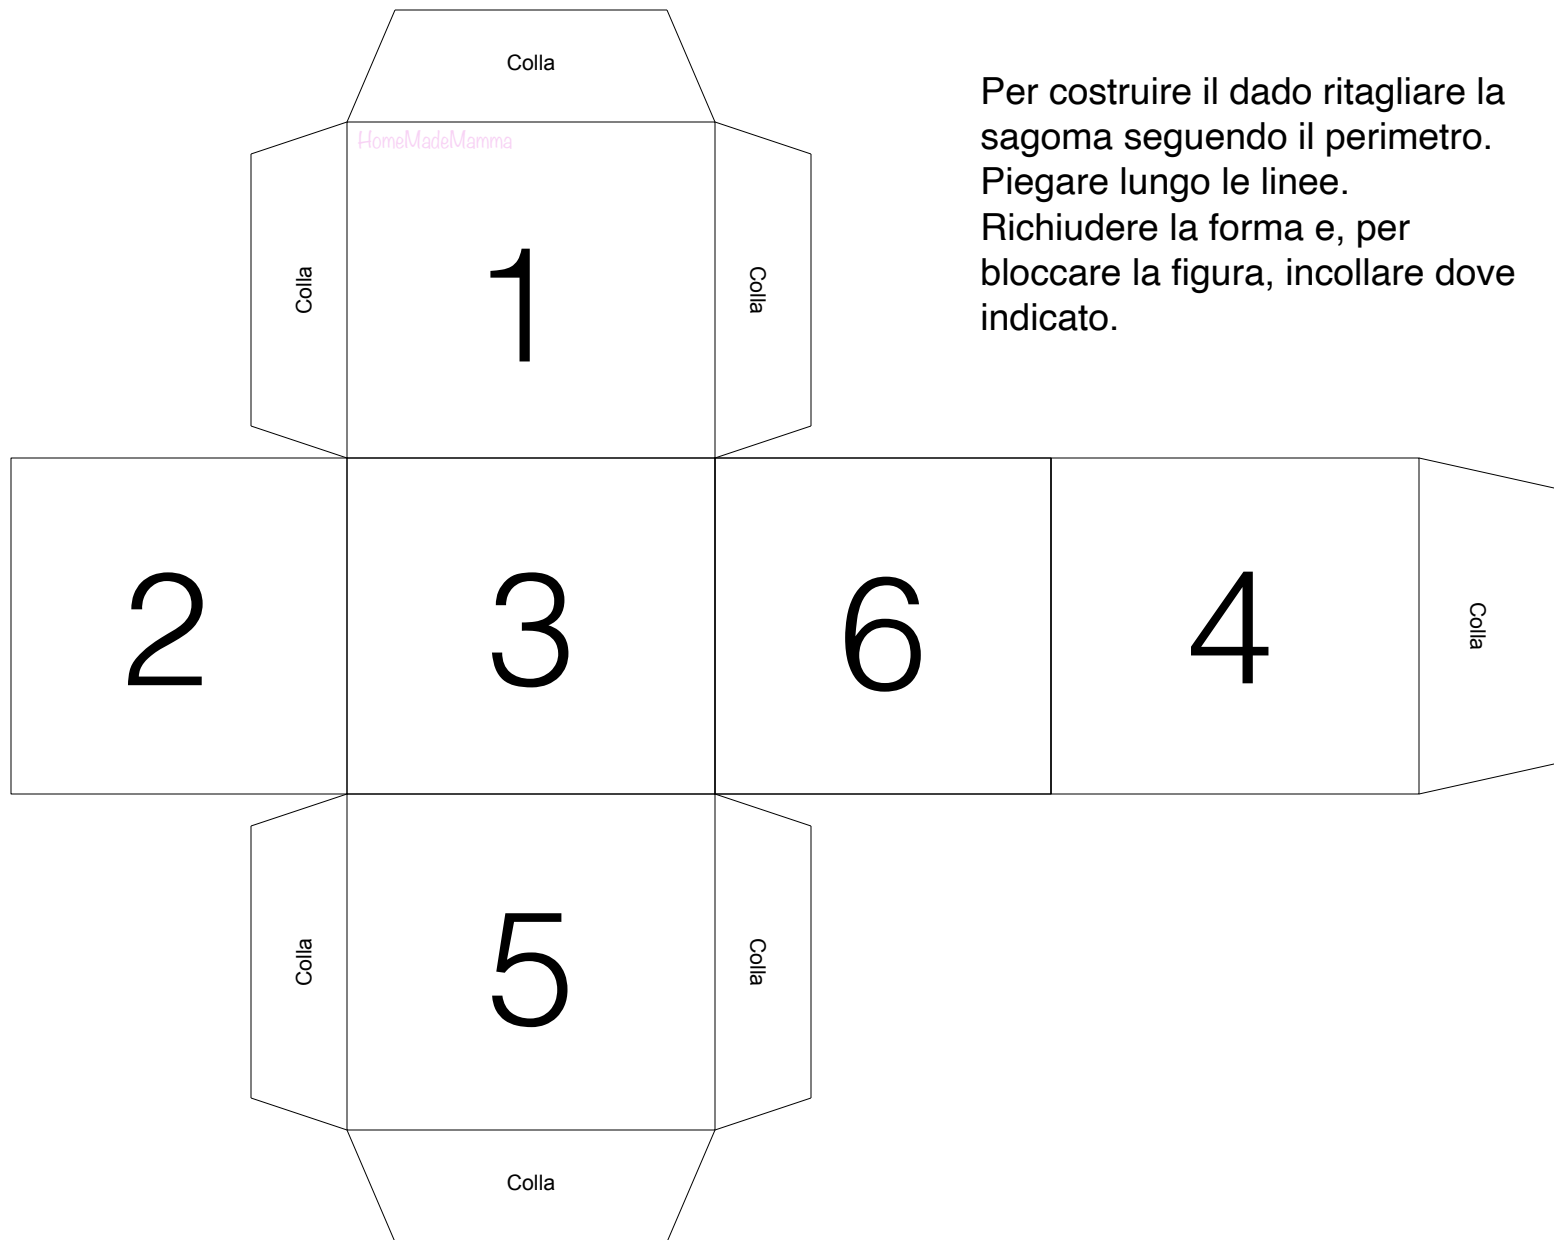 Colla
Per costruire il dado ritagliare la
sagoma seguendo il perimetro.
Piegare lungo le linee.
Richiudere la forma e, per
bloccare la figura, incollare dove
indicato.
HomeMadeMamma
Colla
1
Colla
2
3
6
4
Colla
Colla
5
Colla
Colla